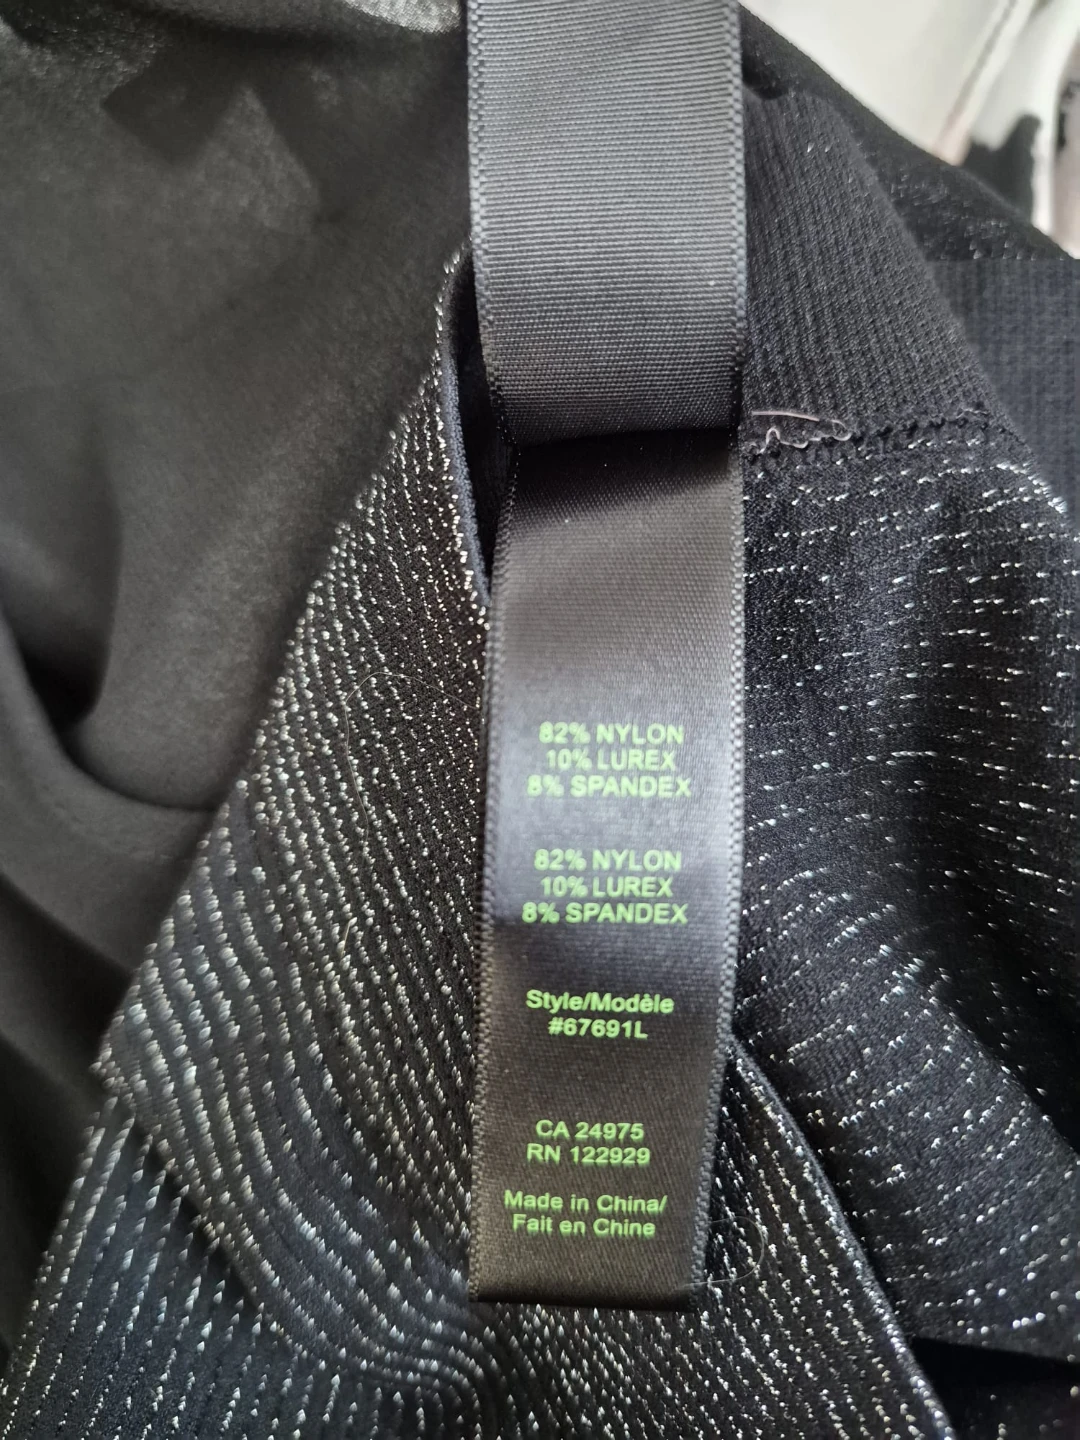 82% NYLON
10% LUREX
8% SPANDEX
82% NYLON
10% LUREX
8% SPANDEX
Style/Modèle
#67691L
CA 24975
RN 122929
Made in China/
Fait en Chine